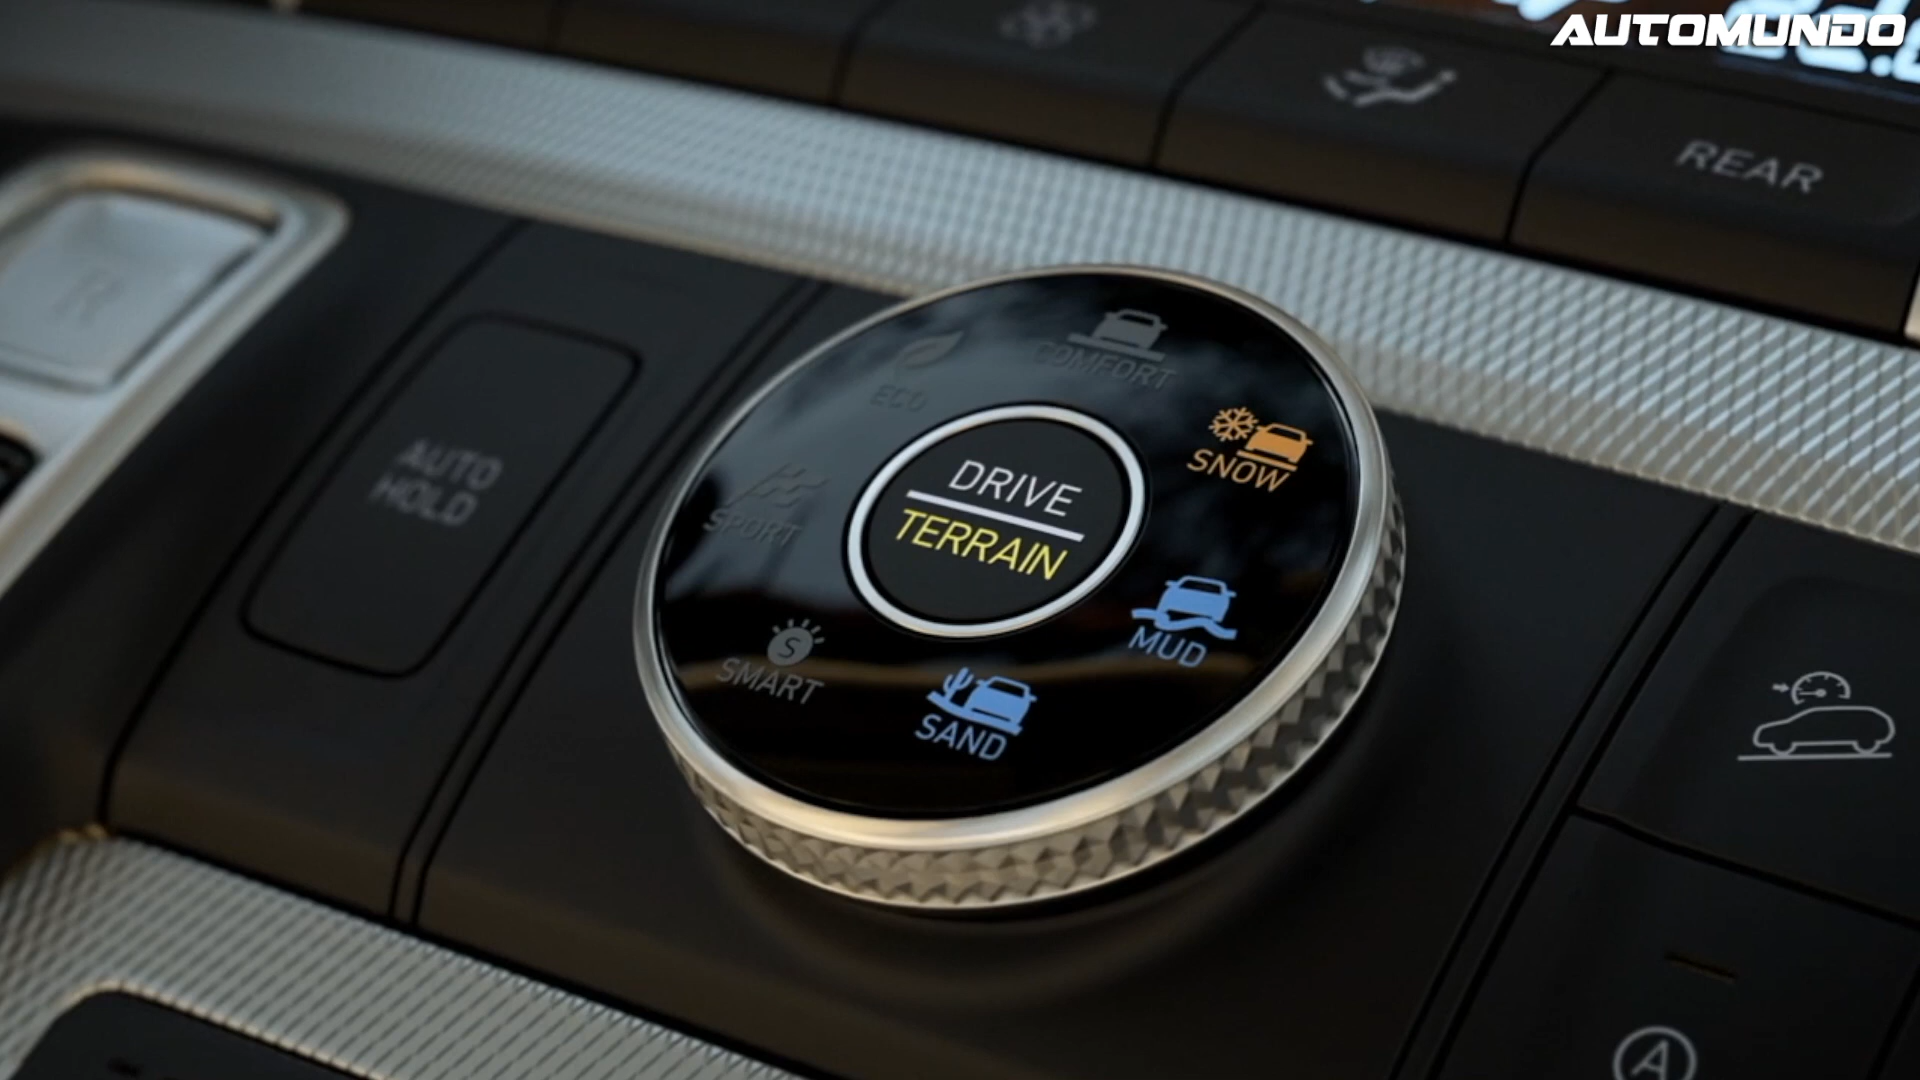 AUTOMUNDO
REAR
AUTO
HOLD
COMFORT
ECO
SNOW
DRIVE
TERRAIN
SPORT
MUD
S
SMART
SAND
A